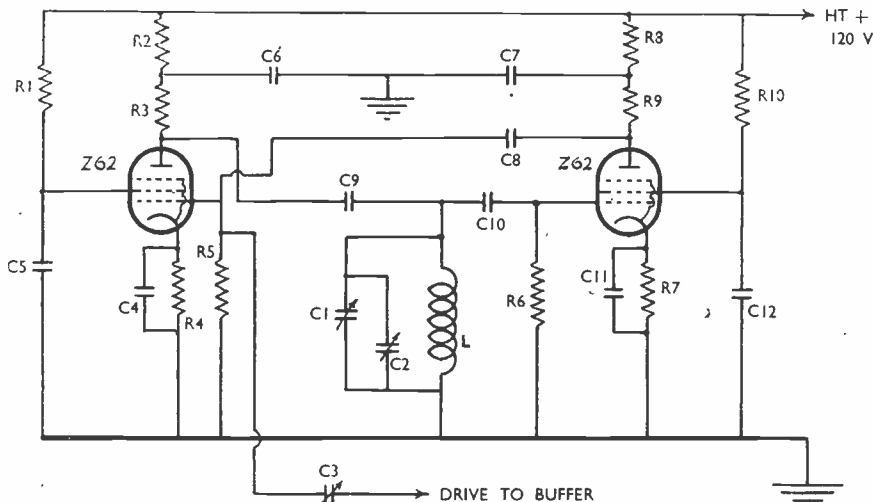 HT +
120 V
R2
R8
C6
C7
R1
R3
R9
R10
Z62
C8
Z62
C9
C10
C5
C4
R4
R5
C1
C2
L
R6
C11
R7
C12
C3
DRIVE TO BUFFER